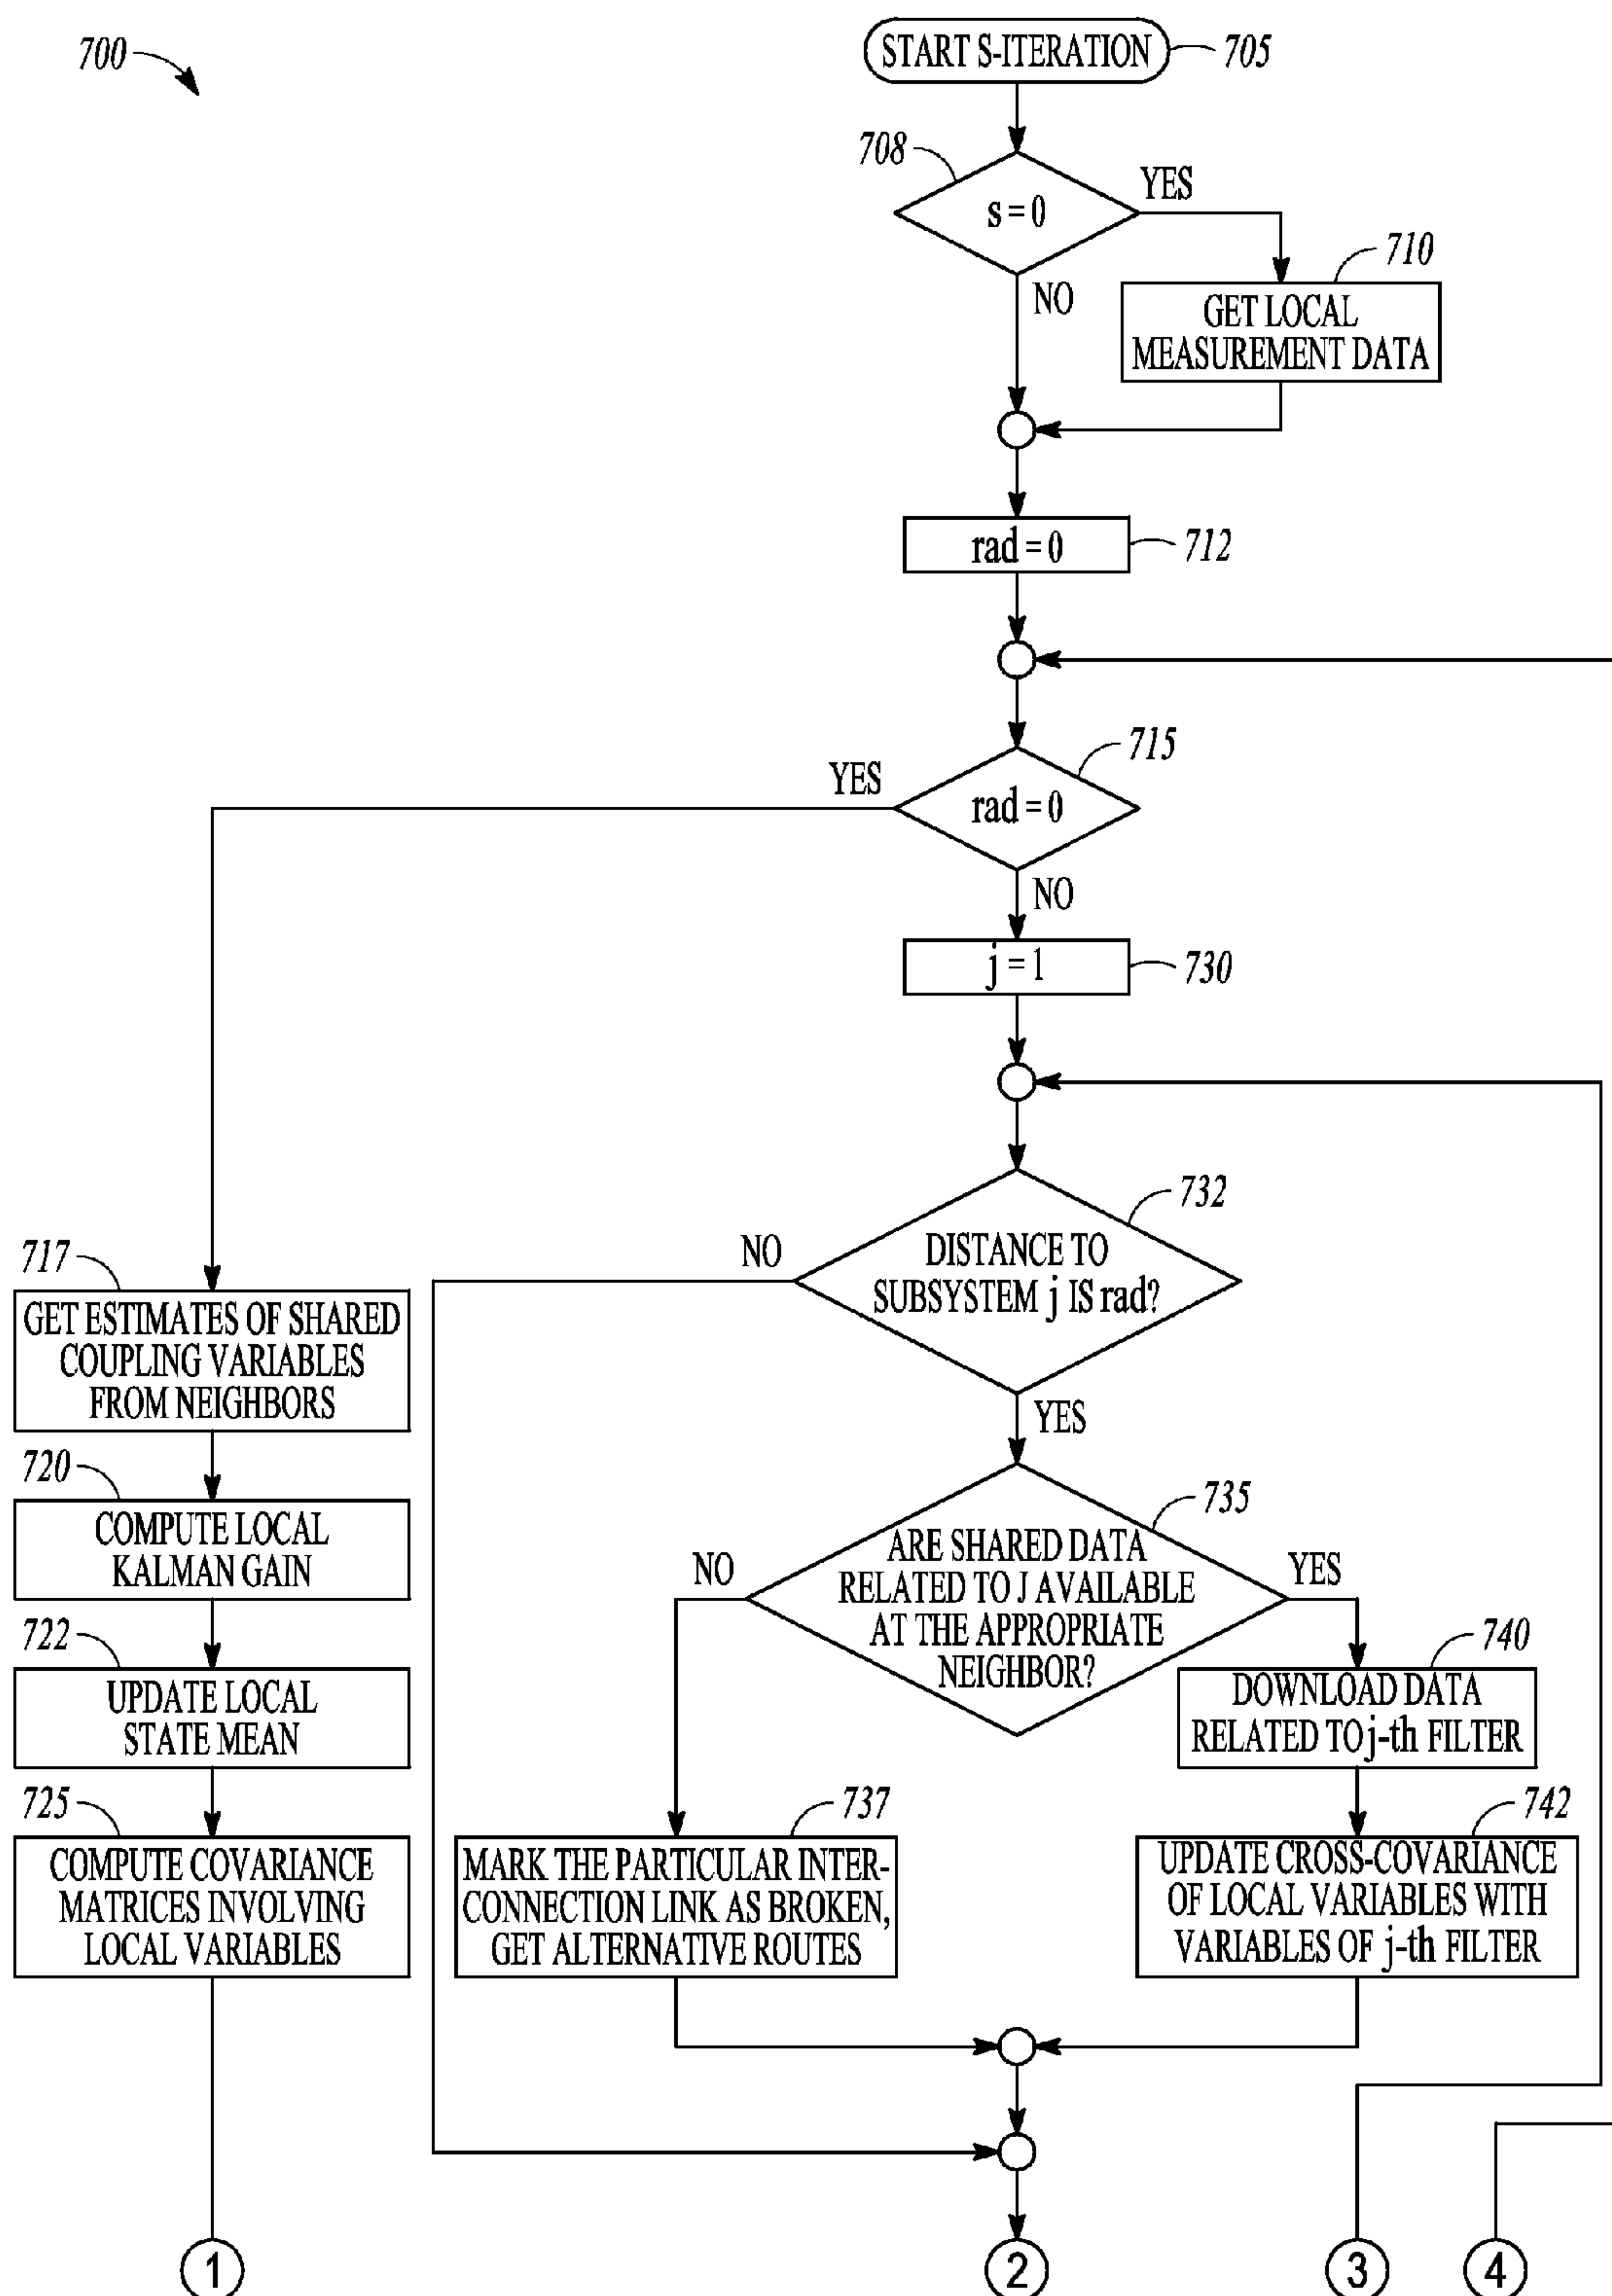 700
START S-ITERATION
705
708
s = 0
YES
NO
710
GET LOCAL
MEASUREMENT DATA
rad = 0
712
715
YES
rad = 0
NO
j = 1
730
732
NO
DISTANCE TO
SUBSYSTEM j IS rad?
YES
717
GET ESTIMATES OF SHARED
COUPLING VARIABLES
FROM NEIGHBORS
720
COMPUTE LOCAL
KALMAN GAIN
722
UPDATE LOCAL
STATE MEAN
725
COMPUTE COVARIANCE
MATRICES INVOLVING
LOCAL VARIABLES
735
NO
ARE SHARED DATA
RELATED TO J AVAILABLE
AT THE APPROPRIATE
NEIGHBOR?
YES
740
DOWNLOAD DATA
RELATED TO j-th FILTER
737
MARK THE PARTICULAR INTER-
CONNECTION LINK AS BROKEN,
GET ALTERNATIVE ROUTES
742
UPDATE CROSS-COVARIANCE
OF LOCAL VARIABLES WITH
VARIABLES OF j-th FILTER
1
2
3
4